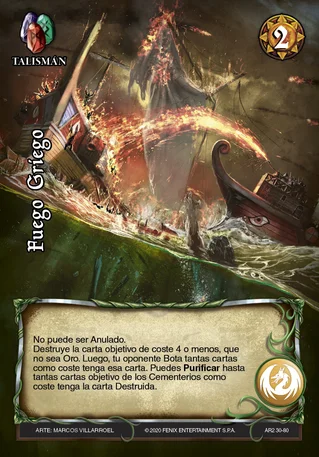 2
TALISMÁN
Fuego Griego
No puede ser Anulado.
Destruye la carta objetivo de coste 4 o menos, que
no sea Oro. Luego, tu oponente Bota tantas cartas
como coste tenga esa carta. Puedes Purificar hasta
tantas cartas objetivo de los Cementerios como
coste tenga la carta Destruida.
ARTE: MARCOS VILLARROEL
© 2020 FENIX ENTERTAINMENT S.P.A.
AR2 30-80